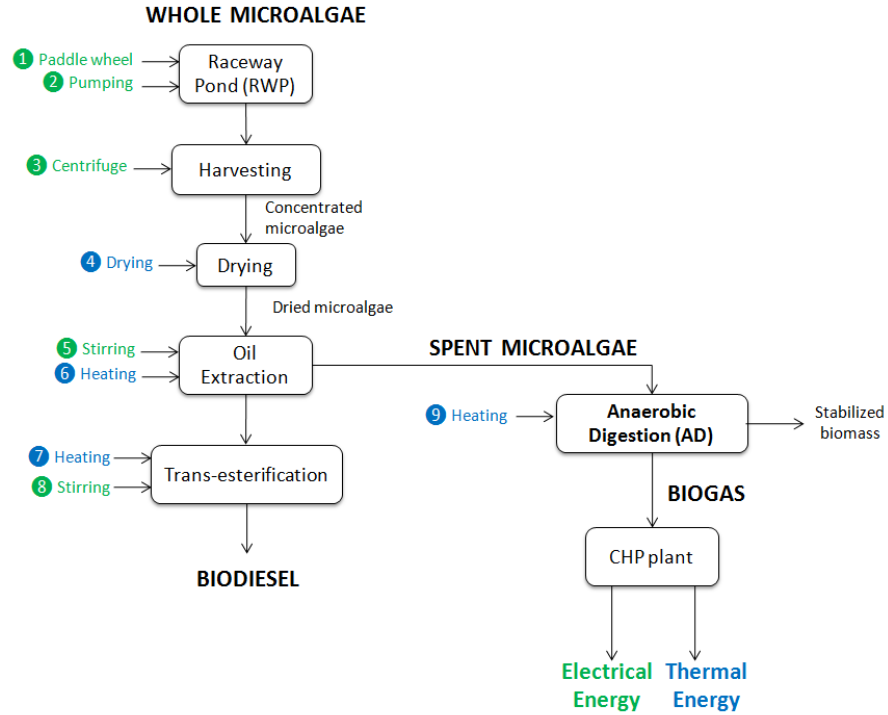 WHOLE MICROALGAE
1 Paddle wheel
2 Pumping
Raceway
Pond (RWP)
3 Centrifuge
Harvesting
Concentrated
microalgae
4 Drying
Drying
Dried microalgae
5 Stirring
6 Heating
Oil
Extraction
SPENT MICROALGAE
9 Heating
Anaerobic
Digestion (AD)
Stabilized
biomass
7 Heating
8 Stirring
Trans-esterification
BIOGAS
BIODIESEL
CHP plant
Electrical
Energy
Thermal
Energy